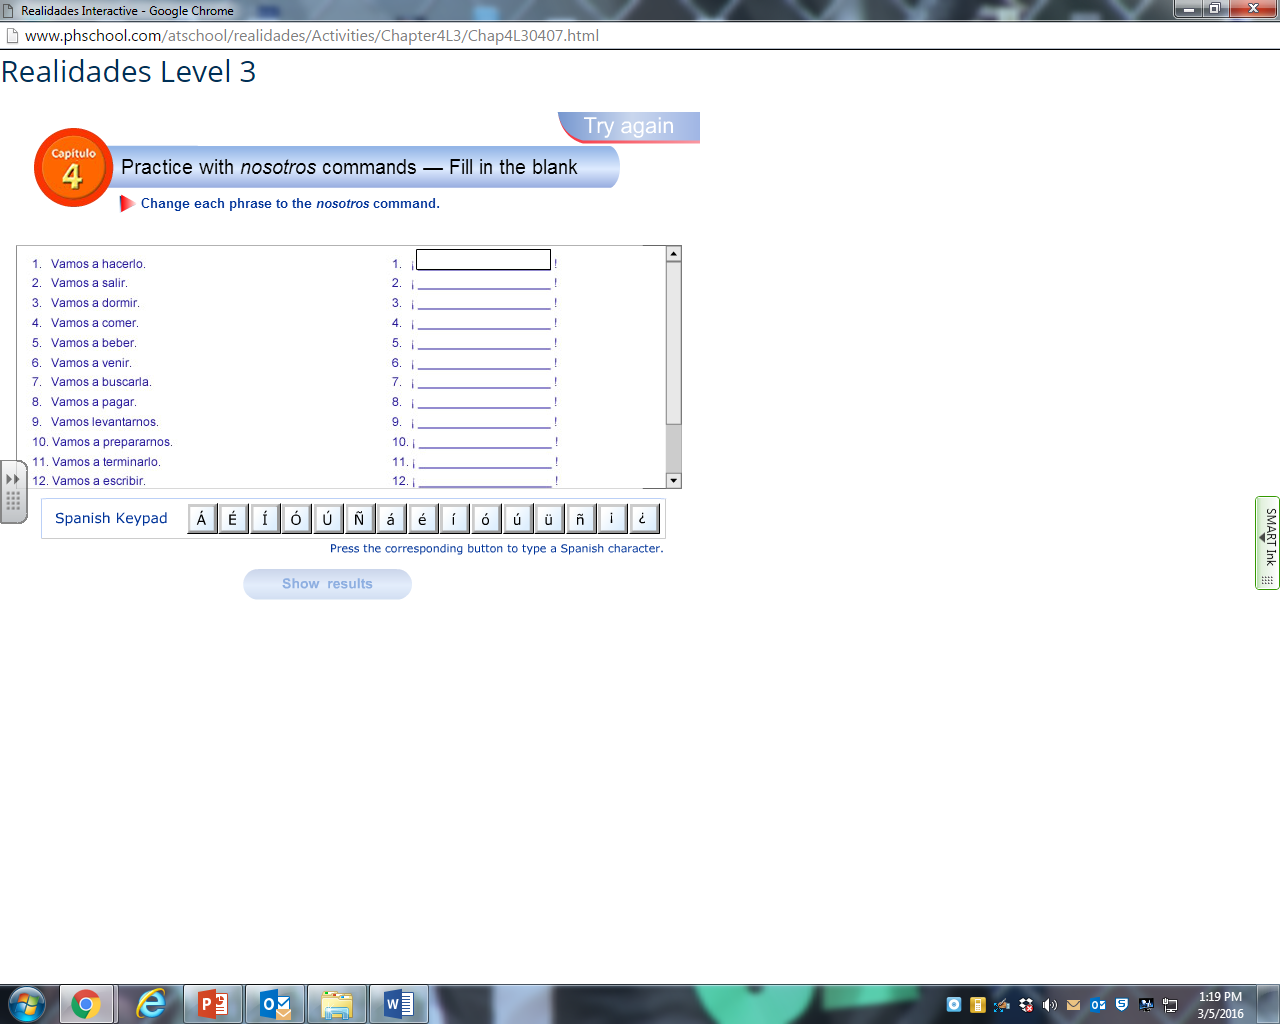 Realidades Interactive - Google Chrome
www.phschool.com/atschool/realidades/Activities/Chapter4L3/Chap4L30407.html
Realidades Level 3
Try again
Capítulo
4
Practice with nosotros commands — Fill in the blank
Change each phrase to the nosotros command.
1. Vamos a hacerlo. 1. ¡ !
2. Vamos a salir. 2. ¡ !
3. Vamos a dormir. 3. ¡ !
4. Vamos a comer. 4. ¡ !
5. Vamos a beber. 5. ¡ !
6. Vamos a venir. 6. ¡ !
7. Vamos a buscarla. 7. ¡ !
8. Vamos a pagar. 8. ¡ !
9. Vamos levantarnos. 9. ¡ !
10. Vamos a prepararnos. 10. ¡ !
11. Vamos a terminarlo. 11. ¡ !
12. Vamos a escribir. 12. ¡ !
Spanish Keypad Á É Í Ó Ú Ñ á é í ó ú ü ñ ¡ ¿
Press the corresponding button to type a Spanish character.
Show results
SMART Ink
1:19 PM
3/5/2016